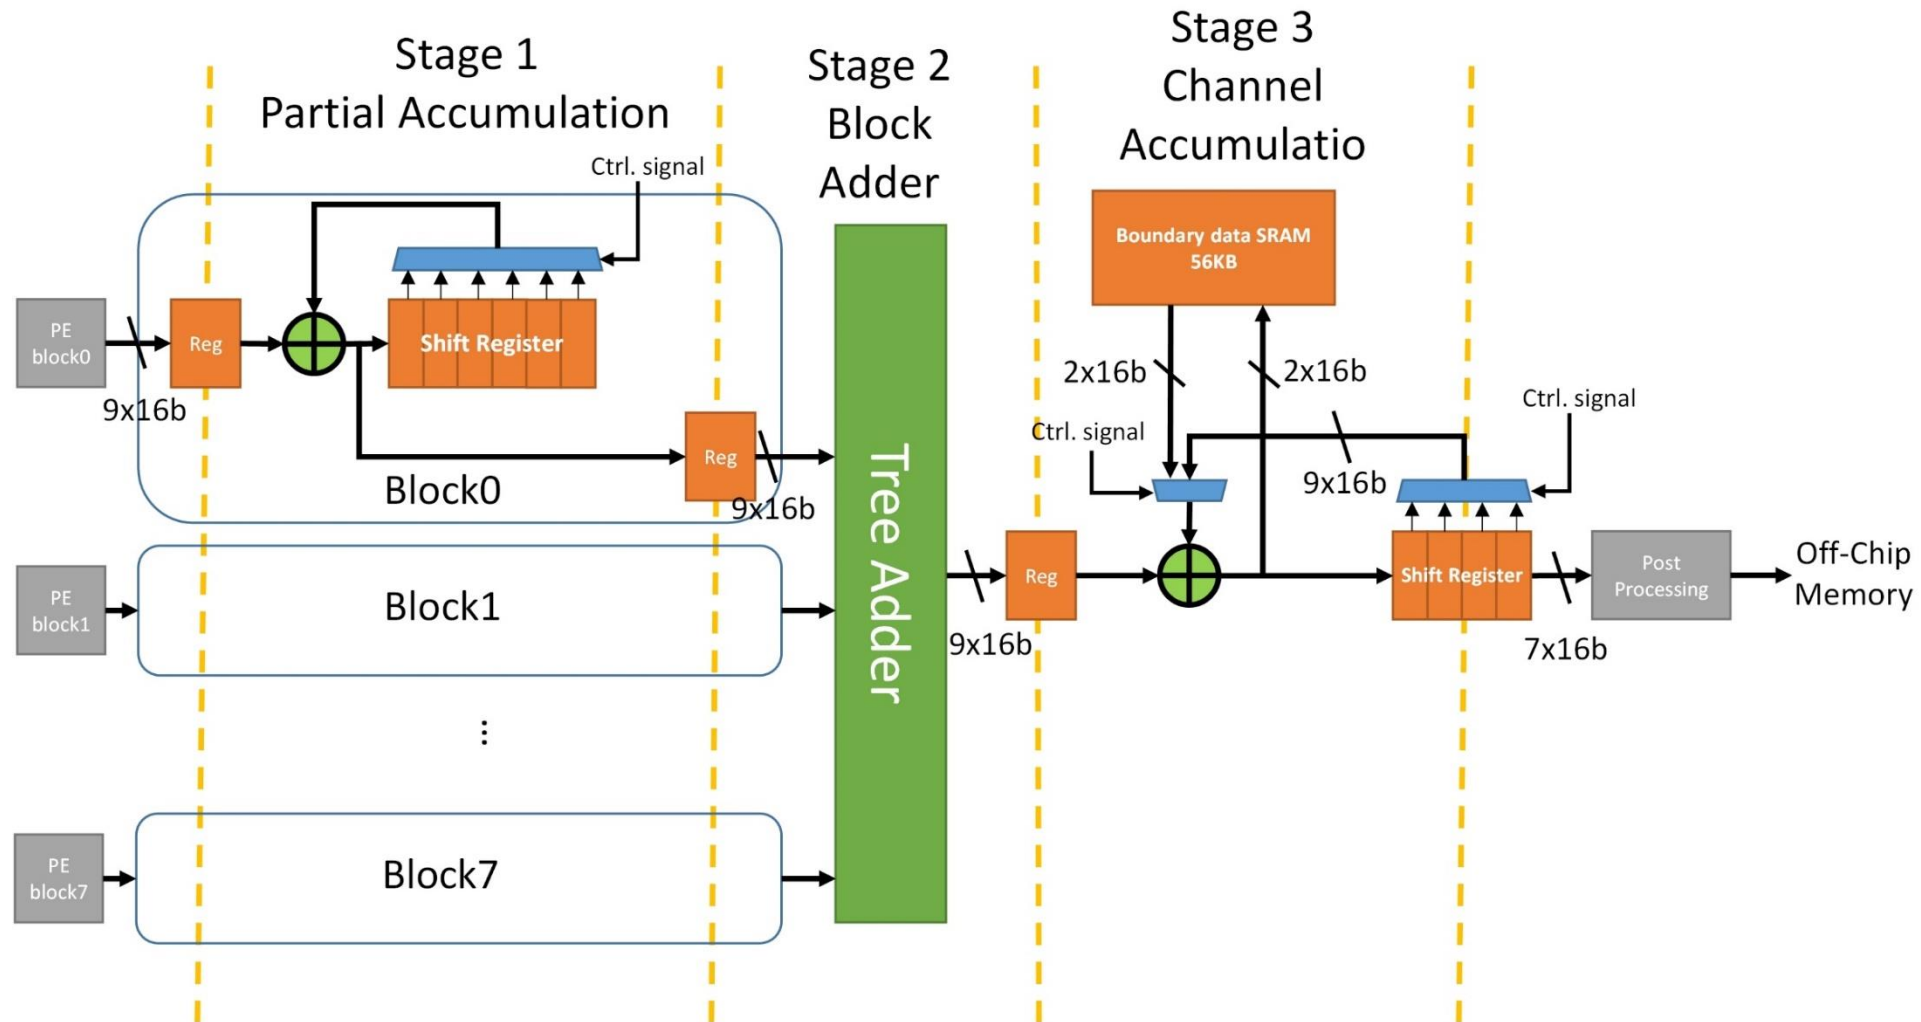 Stage 1
Partial Accumulation
Stage 2
Block
Adder
Stage 3
Channel
Accumulatio
Ctrl. signal
Boundary data SRAM
56KB
PE
block0
9x16b
Reg
Shift Register
Reg
9x16b
Block0
2x16b
2x16b
Ctrl. signal
Ctrl. signal
9x16b
PE
block1
Block1
Tree Adder
9x16b
Reg
Shift Register
7x16b
Post
Processing
Off-Chip
Memory
⋮
PE
block7
Block7